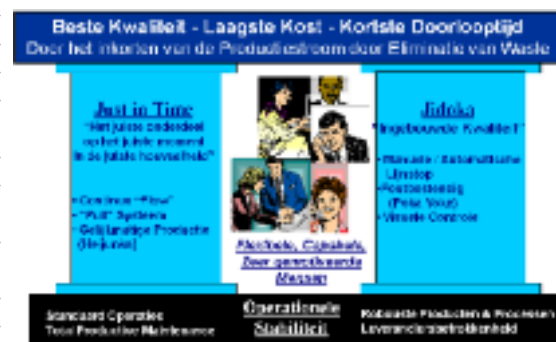 Beste Kwaliteit - Laagste Kost - Kortste Doorlooptijd
Door het inkorten van de Productiestroom door Eliminatie van Waste
Just in Time
"Het juiste onderdeel
op het juiste moment
in de juiste hoeveelheid"
• Continue "Flow"
• "Pull" Systeem
• Gelijkmatige Productie
(Heijunka)
Jidoka
"Ingebouwde Kwaliteit"
• Manuele / Automatische
Lijnstop
(Poka Yoke)
• Visuele Controle
Flexibele, Capabele,
Zeer gemotiveerde
Mensen
Standaard Operaties
Total Productive Maintenance
Operationele
Stabiliteit
Robuuste Producten & Processen
Leveranciersbetrokkenheid